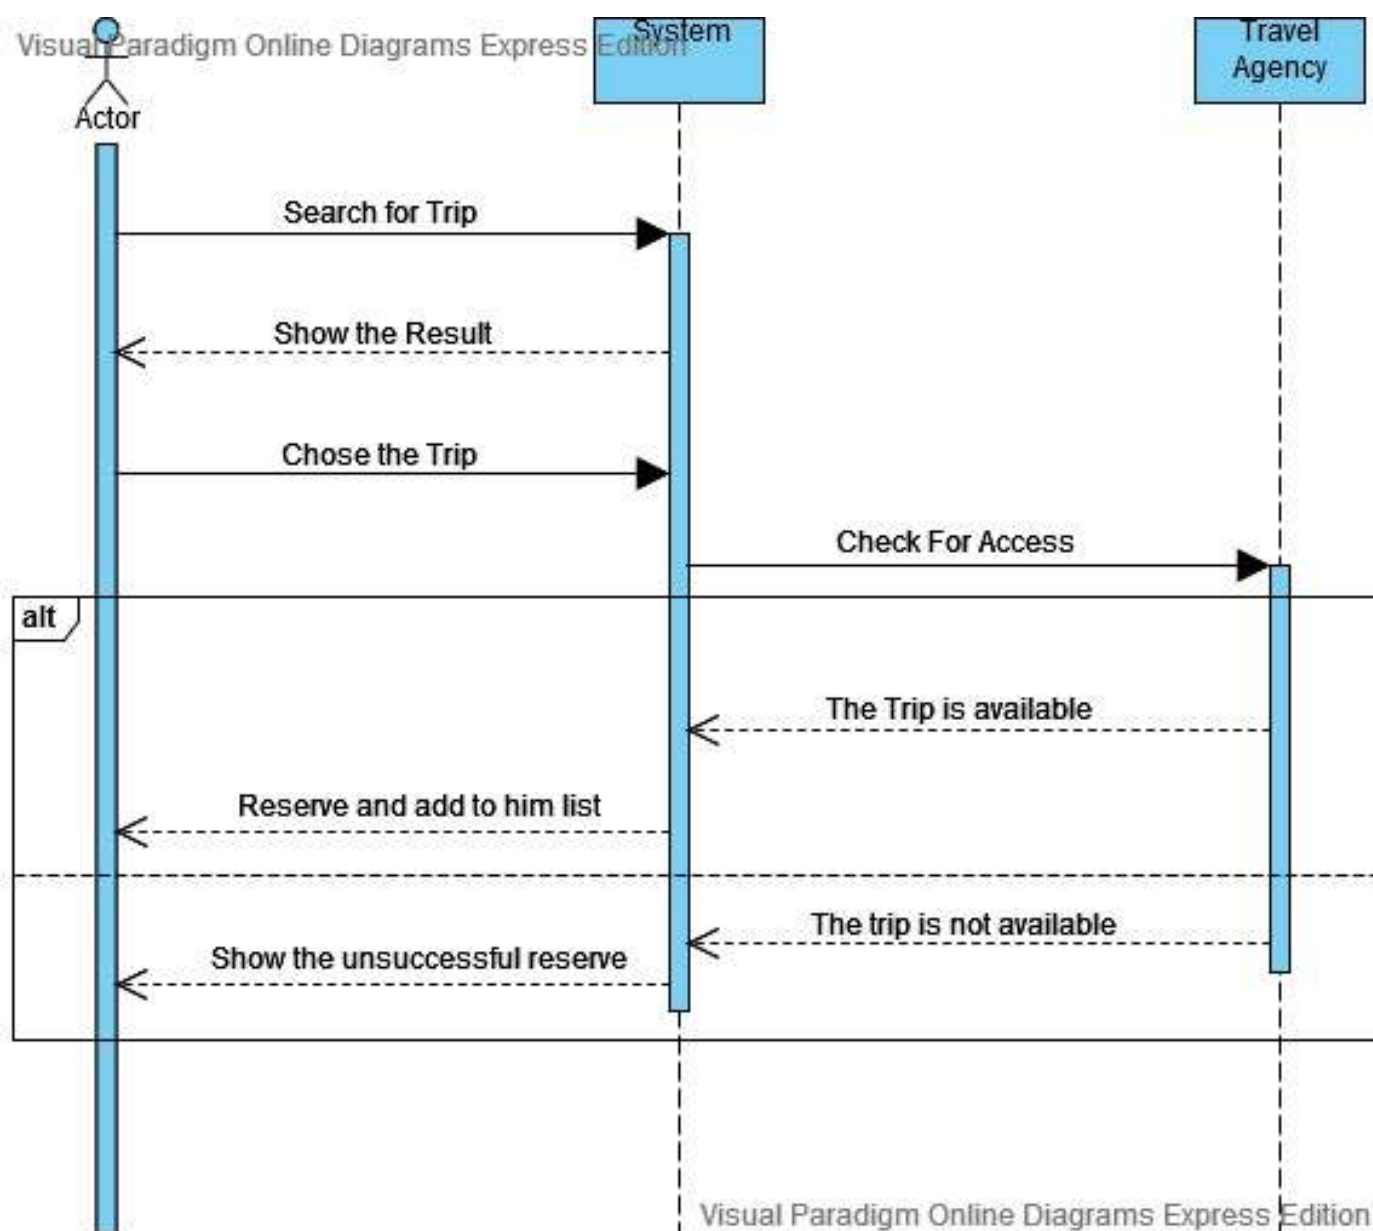 Visual Paradigm Online Diagrams Express Edition
System
Travel
Agency
Actor
Search for Trip
Show the Result
Chose the Trip
Check For Access
alt
The Trip is available
Reserve and add to him list
The trip is not available
Show the unsuccessful reserve
Visual Paradigm Online Diagrams Express Edition